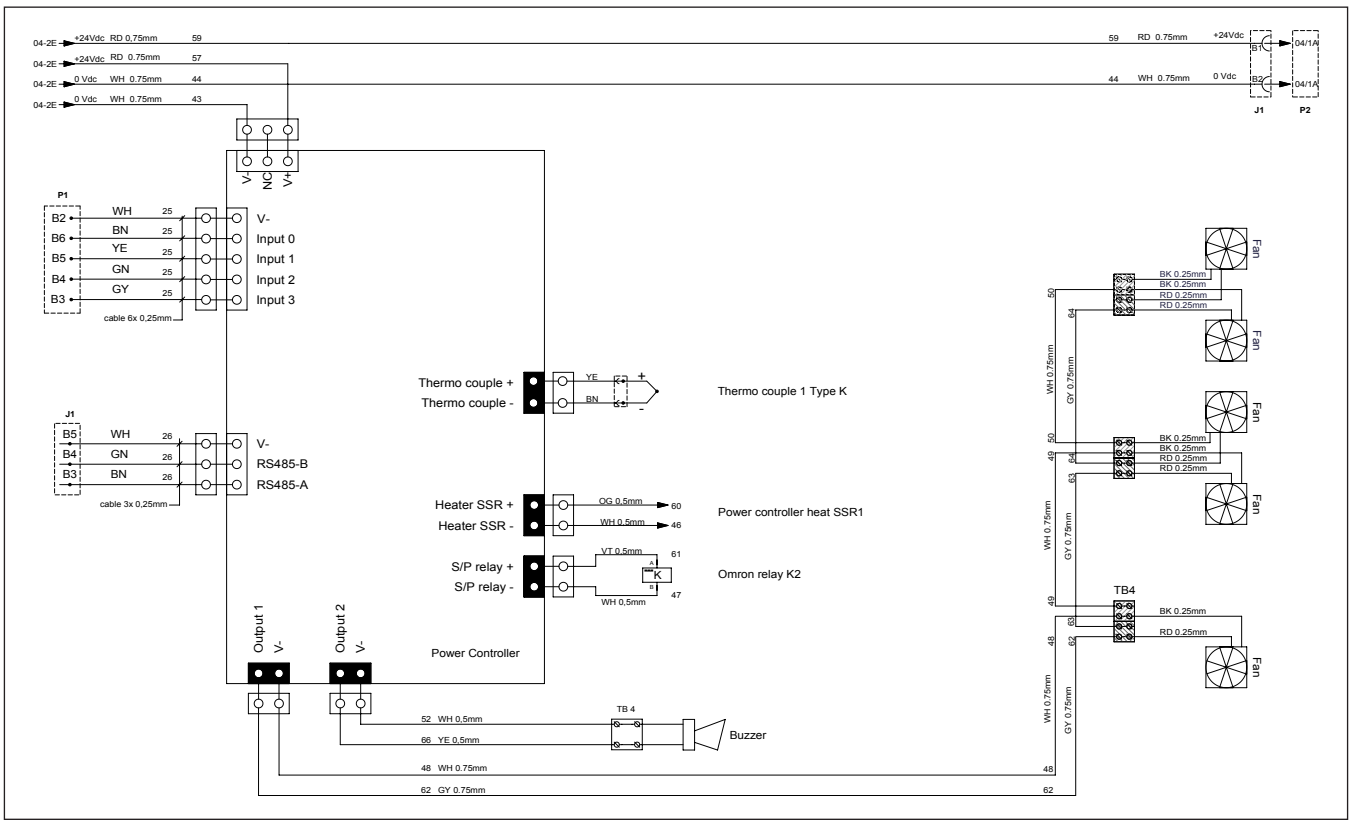 04-2E +24Vdc RD 0,75mm 59
59 RD 0.75mm +24Vdc B1 04/1A
04-2E +24Vdc RD 0.75mm 57
04-2E 0 Vdc WH 0.75mm 44
44 WH 0.75mm 0 Vdc B2 04/1A
04-2E 0 Vdc WH 0.75mm 43
J1 P2
V- NC V+
P1
B2 WH 25 V-
B6 BN 25 Input 0
B5 YE 25 Input 1
B4 GN 25 Input 2
B3 GY 25 Input 3
cable 6x 0,25mm
Thermo couple + YE +
Thermo couple - BN -
Thermo couple 1 Type K
J1
B5 WH 26 V-
B4 GN 26 RS485-B
B3 BN 26 RS485-A
cable 3x 0,25mm
Heater SSR + OG 0,5mm 60
Heater SSR - WH 0,5mm 46
Power controller heat SSR1
S/P relay + VT 0,5mm 61
A
K
B
S/P relay - WH 0,5mm 47
Omron relay K2
Output 1
V-
Output 2
V-
Power Controller
52 WH 0,5mm
66 YE 0,5mm
TB 4
Buzzer
48 WH 0.75mm 48
62 GY 0.75mm 62
Fan
BK 0.25mm
BK 0.25mm
RD 0.25mm
RD 0.25mm
50
64
Fan
WH 0.75mm
GY 0.75mm
Fan
50
49
64
63
BK 0.25mm
BK 0.25mm
RD 0.25mm
RD 0.25mm
Fan
WH 0.75mm
GY 0.75mm
TB4
49
63
48
62
BK 0.25mm
RD 0.25mm
Fan
WH 0.75mm
GY 0.75mm